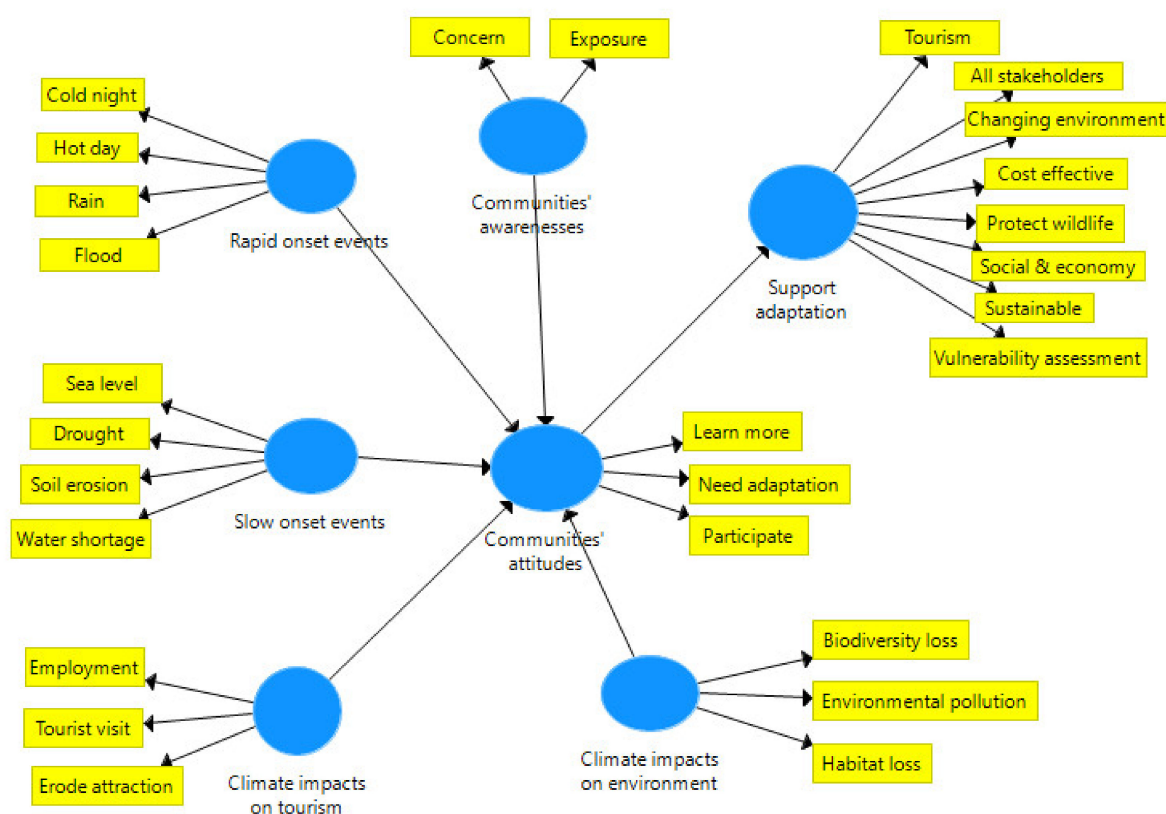 Concern
Exposure
Tourism
All stakeholders
Changing environment
Cost effective
Protect wildlife
Social & economy
Sustainable
Vulnerability assessment
Support
adaptation
Communities'
awarenesses
Cold night
Hot day
Rain
Flood
Rapid onset events
Sea level
Drought
Soil erosion
Water shortage
Slow onset events
Learn more
Need adaptation
Participate
Communities'
attitudes
Employment
Tourist visit
Erode attraction
Climate impacts
on tourism
Biodiversity loss
Environmental pollution
Habitat loss
Climate impacts
on environment